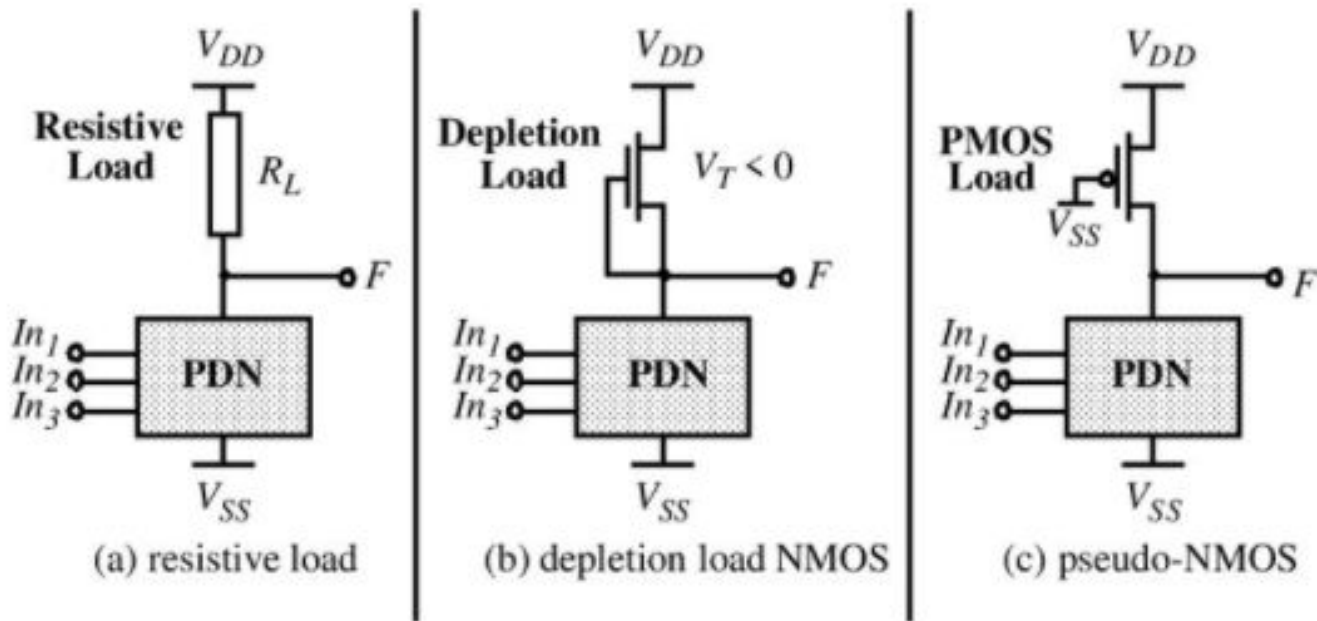 V_DD
Resistive
Load
R_L
F
In_1
In_2
In_3
PDN
V_SS
(a) resistive load
V_DD
Depletion
Load
V_T < 0
F
In_1
In_2
In_3
PDN
V_SS
(b) depletion load NMOS
V_DD
PMOS
Load
V_SS
F
In_1
In_2
In_3
PDN
V_SS
(c) pseudo-NMOS